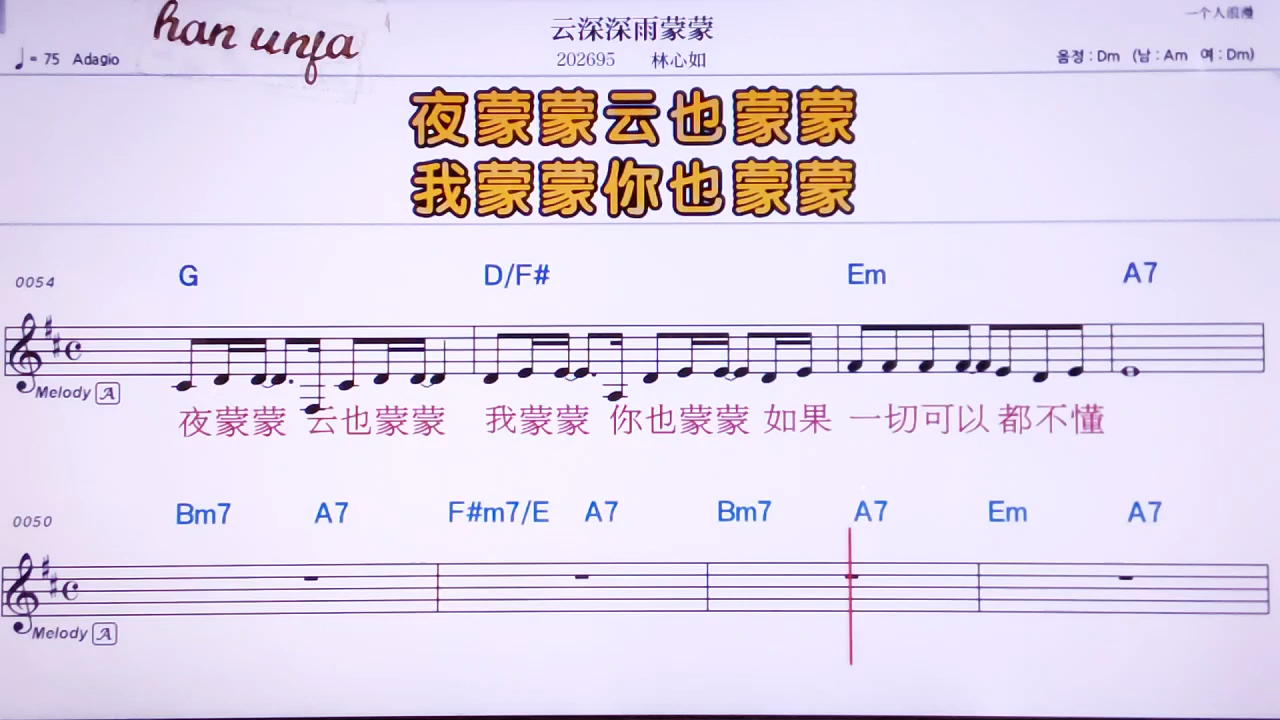 han unja
一个人浪漫
云深深雨蒙蒙
♩= 75 Adagio
202695 林心如
음정 : Dm (남 : Am 여 : Dm)
夜蒙蒙云也蒙蒙
我蒙蒙你也蒙蒙
0054
G D/F# Em A7
Melody A
夜蒙蒙 云也蒙蒙 我蒙蒙 你也蒙蒙 如果 一切可以 都不懂
0050
Bm7 A7 F#m7/E A7 Bm7 A7 Em A7
Melody A